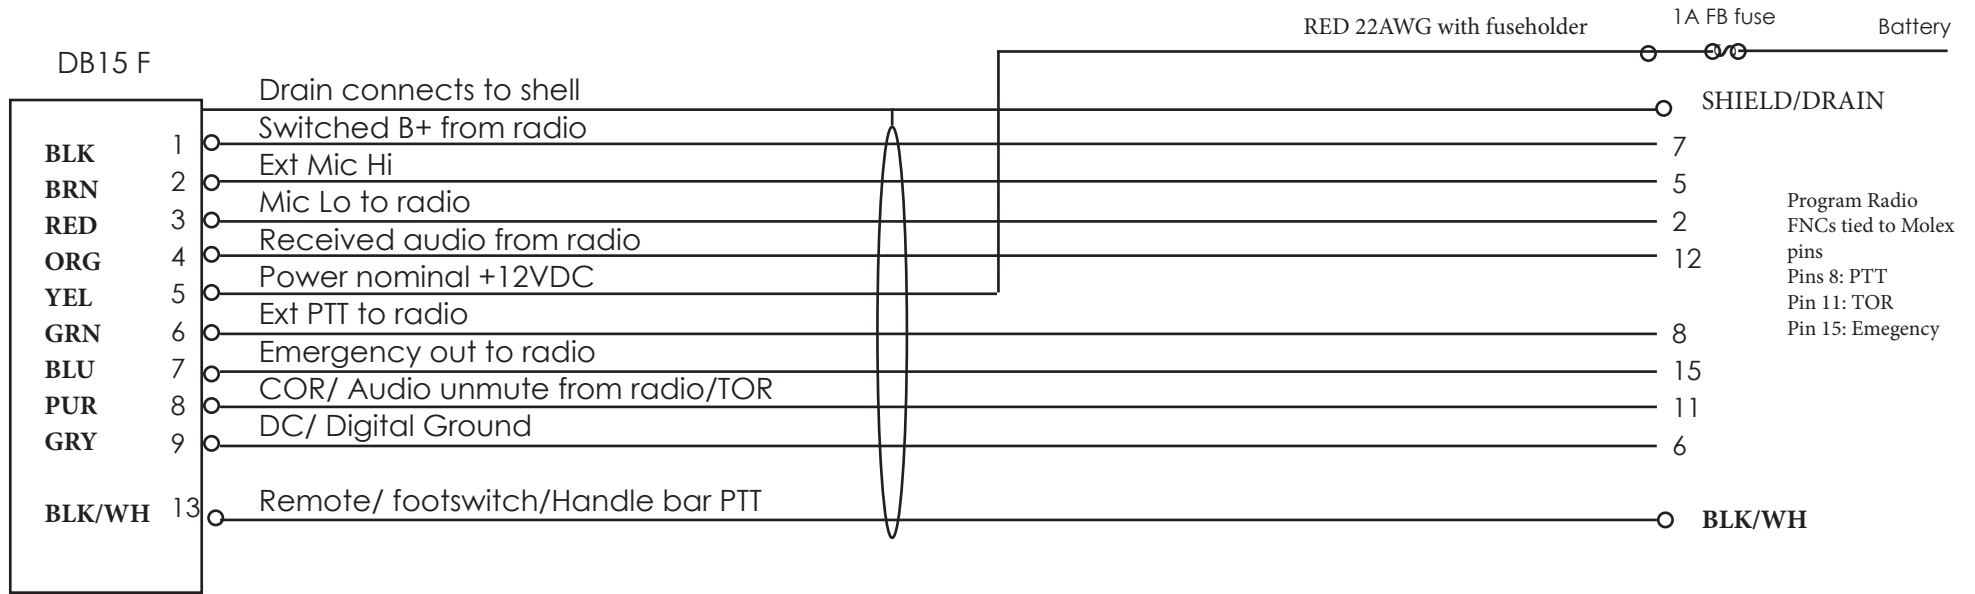 RED 22AWG with fuseholder
1A FB fuse
Battery
DB15 F
Drain connects to shell
SHIELD/DRAIN
BLK 1 Switched B+ from radio 7
BRN 2 Ext Mic Hi 5
RED 3 Mic Lo to radio 2
ORG 4 Received audio from radio 12
YEL 5 Power nominal +12VDC
GRN 6 Ext PTT to radio 8
BLU 7 Emergency out to radio 15
PUR 8 COR/ Audio unmute from radio/TOR 11
GRY 9 DC/ Digital Ground 6
BLK/WH 13 Remote/ footswitch/Handle bar PTT BLK/WH
Program Radio
FNCs tied to Molex
pins
Pins 8: PTT
Pin 11: TOR
Pin 15: Emegency